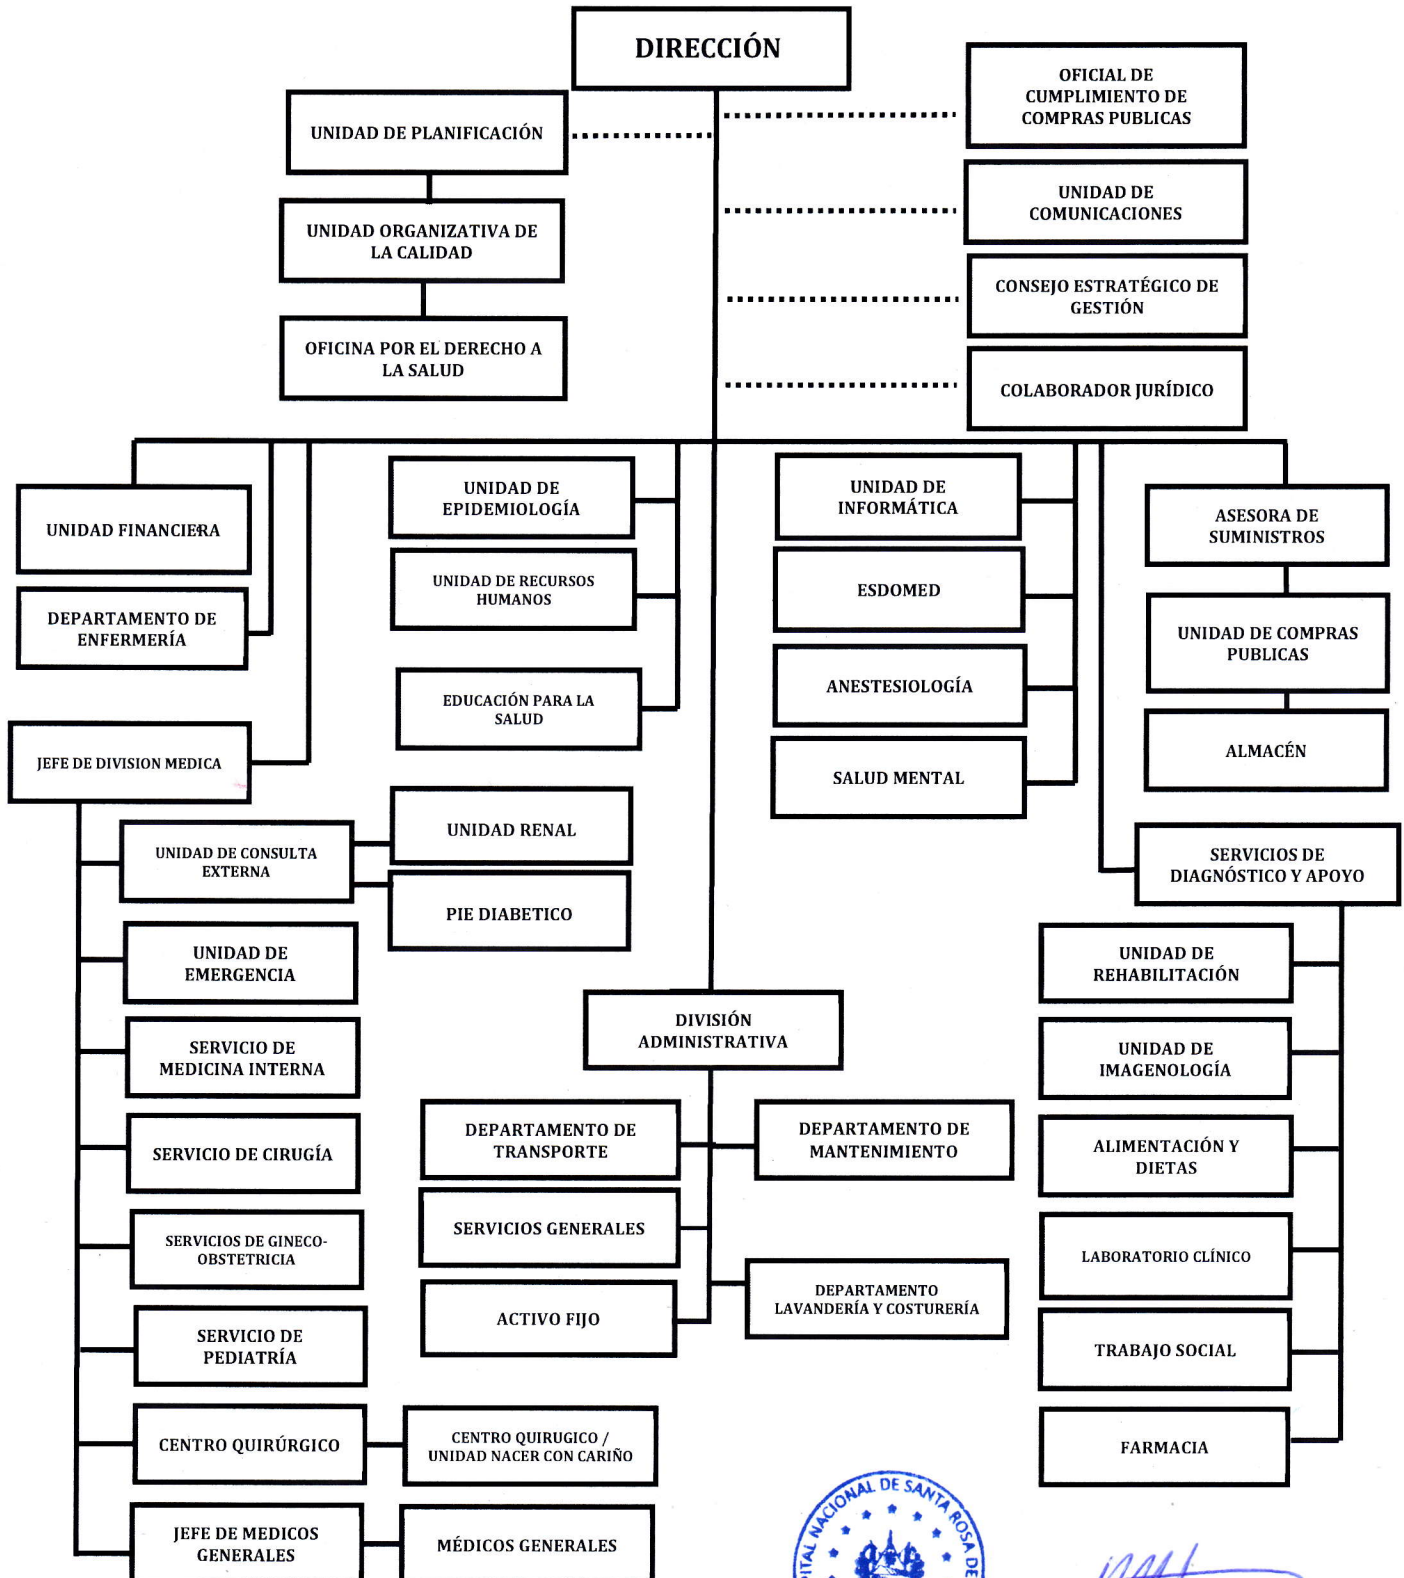 DIRECCIÓN
OFICIAL DE
CUMPLIMIENTO DE
COMPRAS PUBLICAS
UNIDAD DE PLANIFICACIÓN
UNIDAD DE
COMUNICACIONES
UNIDAD ORGANIZATIVA DE
LA CALIDAD
CONSEJO ESTRATÉGICO DE
GESTIÓN
OFICINA POR EL DERECHO A
LA SALUD
COLABORADOR JURÍDICO
UNIDAD FINANCIERA
DEPARTAMENTO DE
ENFERMERÍA
JEFE DE DIVISION MEDICA
UNIDAD DE
EPIDEMIOLOGÍA
UNIDAD DE RECURSOS
HUMANOS
EDUCACIÓN PARA LA
SALUD
UNIDAD DE
INFORMÁTICA
ESDOMED
ANESTESIOLOGÍA
SALUD MENTAL
ASESORA DE
SUMINISTROS
UNIDAD DE COMPRAS
PUBLICAS
ALMACÉN
UNIDAD DE CONSULTA
EXTERNA
UNIDAD RENAL
PIE DIABETICO
UNIDAD DE
EMERGENCIA
SERVICIO DE
MEDICINA INTERNA
SERVICIO DE CIRUGÍA
SERVICIOS DE GINECO-
OBSTETRICIA
SERVICIO DE
PEDIATRÍA
CENTRO QUIRÚRGICO
CENTRO QUIRUGICO /
UNIDAD NACER CON CARIÑO
JEFE DE MEDICOS
GENERALES
MÉDICOS GENERALES
DIVISIÓN
ADMINISTRATIVA
DEPARTAMENTO DE
TRANSPORTE
DEPARTAMENTO DE
MANTENIMIENTO
SERVICIOS GENERALES
DEPARTAMENTO
LAVANDERÍA Y COSTURERÍA
ACTIVO FIJO
SERVICIOS DE
DIAGNÓSTICO Y APOYO
UNIDAD DE
REHABILITACIÓN
UNIDAD DE
IMAGENOLOGÍA
ALIMENTACIÓN Y
DIETAS
LABORATORIO CLÍNICO
TRABAJO SOCIAL
FARMACIA
NACIONAL DE SANTA ROSA DE